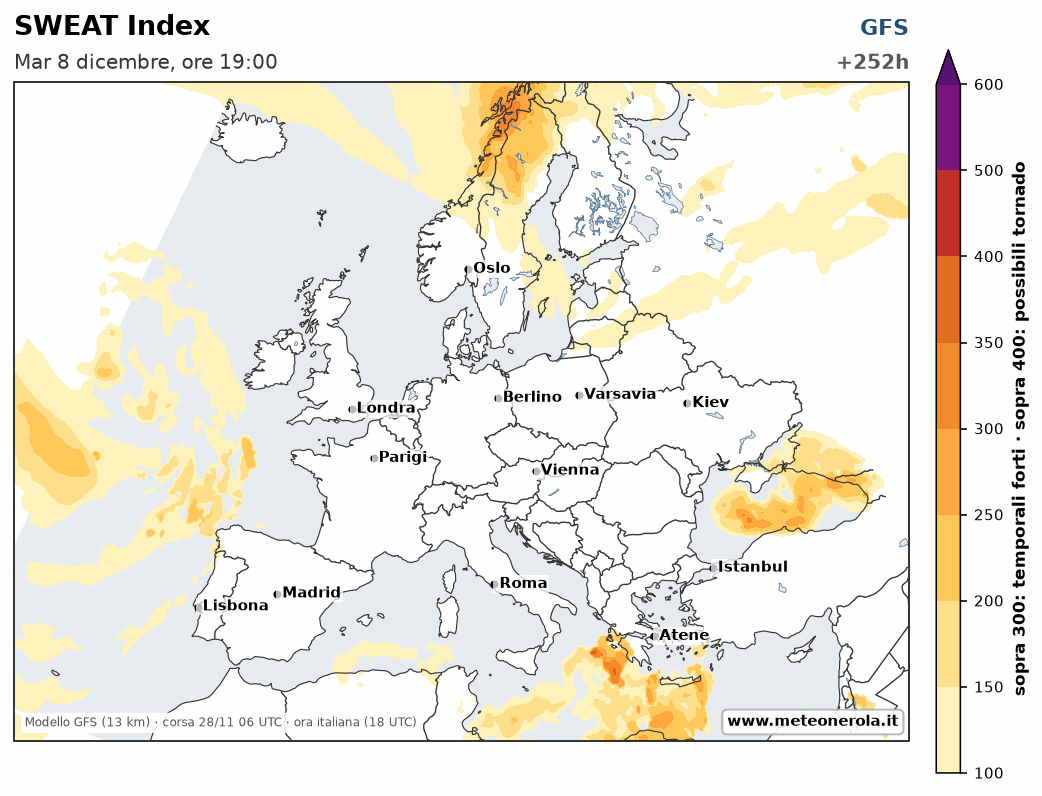 SWEAT Index
GFS
Mar 8 dicembre, ore 19:00
+252h
Oslo
Berlino
Varsavia
Kiev
Londra
Parigi
Vienna
Istanbul
Roma
Madrid
Lisbona
Atene
Modello GFS (13 km) · corsa 28/11 06 UTC · ora italiana (18 UTC)
www.meteonerola.it
600
500
400
350
300
250
200
150
100
sopra 300: temporali forti · sopra 400: possibili tornado